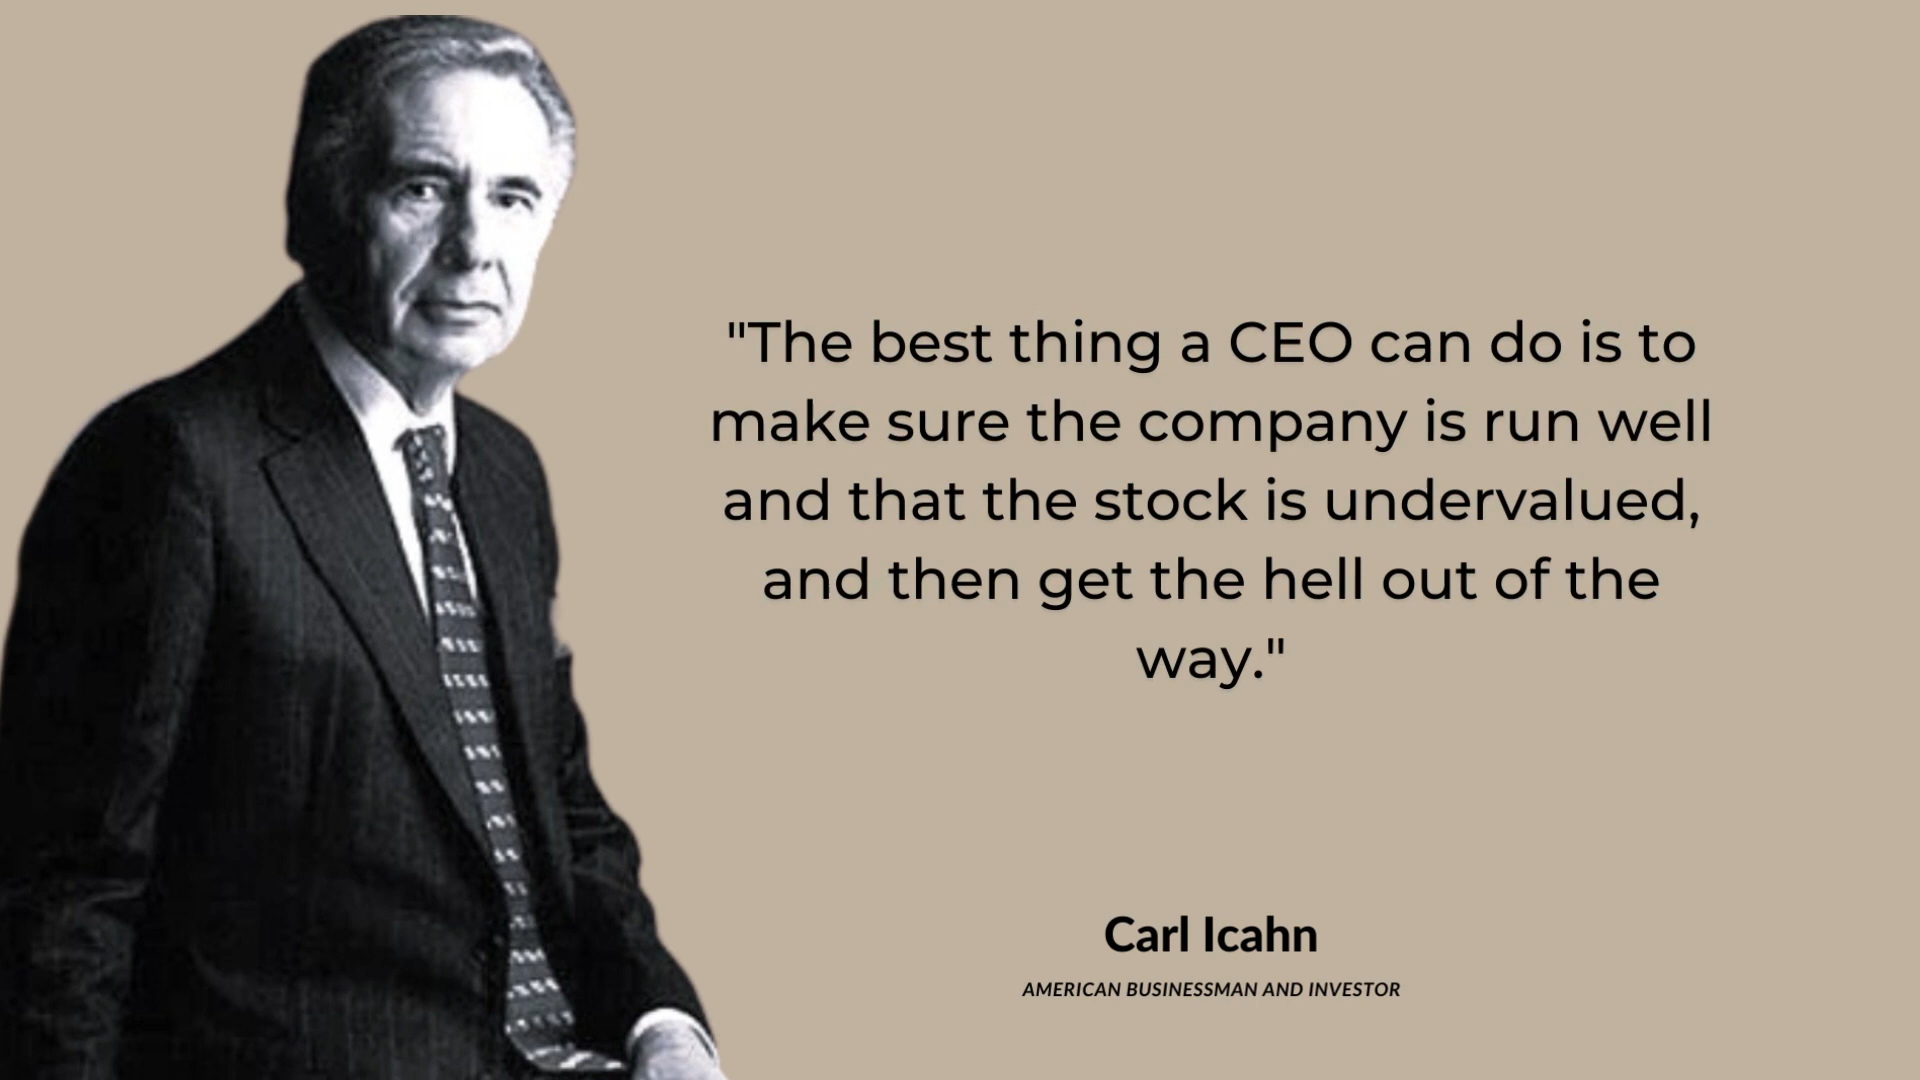 "The best thing a CEO can do is to
make sure the company is run well
and that the stock is undervalued,
and then get the hell out of the
way."
Carl Icahn
AMERICAN BUSINESSMAN AND INVESTOR